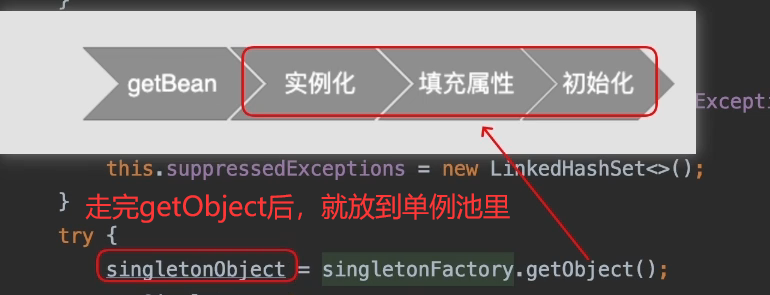 }
getBean 实例化 填充属性 初始化
Excepti
this.suppressedExceptions = new LinkedHashSet<>();
} 走完getObject后，就放到单例池里
try {
singletonObject = singletonFactory.getObject();